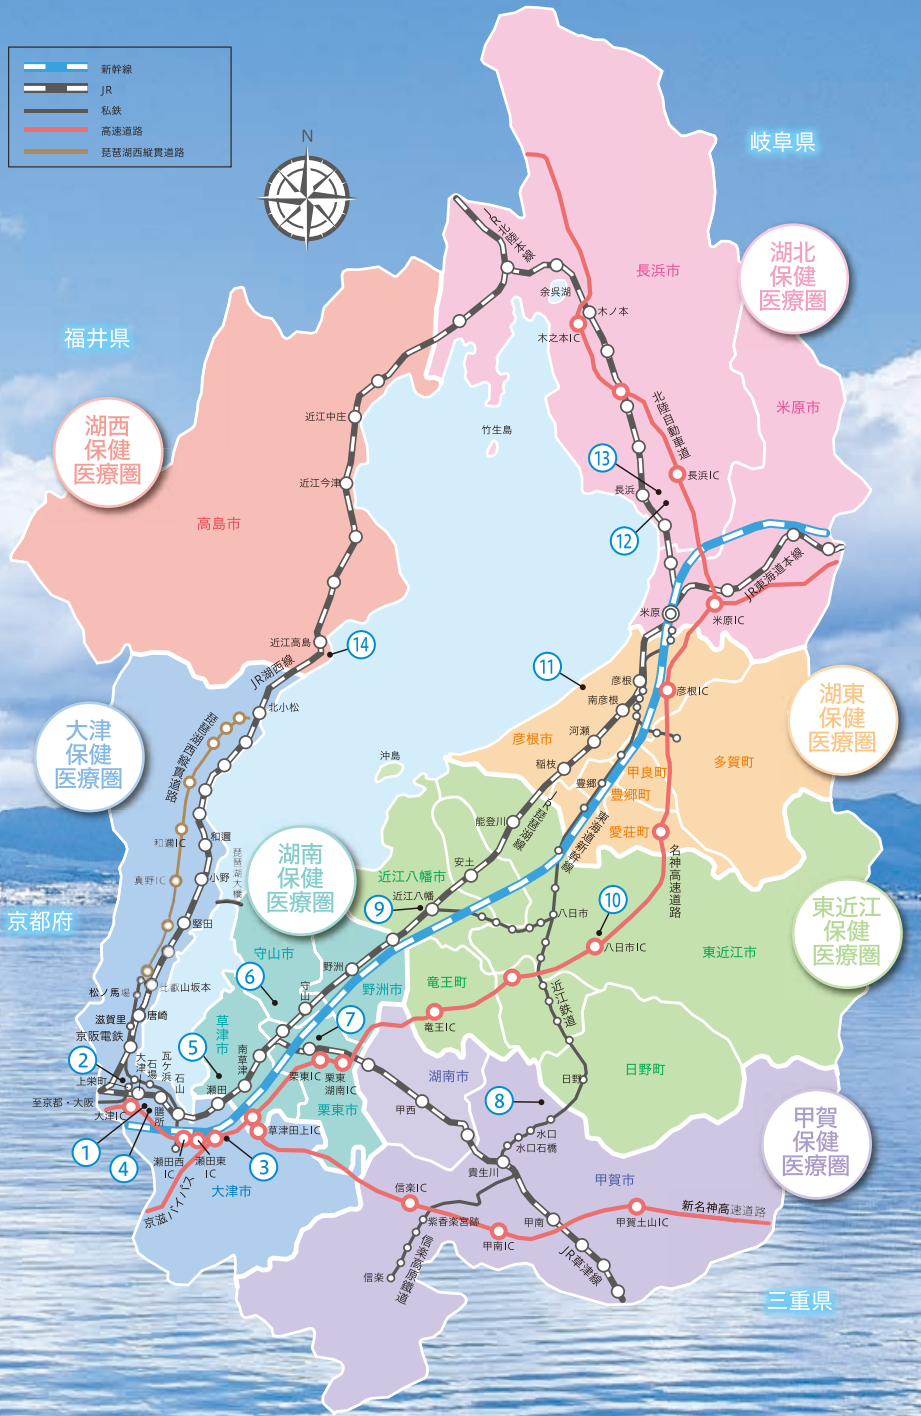 新幹線
JR
私鉄
高速道路
琵琶湖西縦貫道路
N
岐阜県
福井県
京都府
三重県
湖北
保健
医療圏
湖西
保健
医療圏
大津
保健
医療圏
湖南
保健
医療圏
湖東
保健
医療圏
東近江
保健
医療圏
甲賀
保健
医療圏
JR北陸本線
余呉湖
長浜市
木ノ本
木之本IC
北陸自動車道
米原市
竹生島
近江中庄
近江今津
高島市
13
長浜
長浜IC
12
JR東海道本線
米原
米原IC
近江高島
14
JR湖西線
11
彦根
彦根IC
南彦根
北小松
琵琶湖西縦貫道路
河瀬
彦根市
稲枝
沖島
甲良町
多賀町
豊郷
豊郷町
愛荘町
能登川
JR琵琶湖線
東海道新幹線
名神高速道路
和邇
和邇IC
琵琶湖大橋
安土
近江八幡市
近江八幡
小野
真野IC
9
八日市
10
八日市IC
東近江市
堅田
守山市
野洲
野洲市
竜王町
6
守山
松ノ馬場
比叡山坂本
近江鉄道
滋賀里
唐崎
草津市
7
竜王IC
京阪電鉄
南草津
2
大津
石場
瓦ケ浜
石山
5
栗東IC
栗東
湖南IC
湖南市
日野町
日野
上栄町
瀬田
至京都・大阪
大津IC
膳所
栗東市
甲西
8
水口
水口石橋
草津田上IC
1
4
3
瀬田西
IC
瀬田東
IC
大津市
貴生川
甲賀市
京滋バイパス
信楽IC
紫香楽宮跡
甲南
甲南IC
甲賀土山IC
新名神高速道路
信楽高原鐵道
JR草津線
信楽